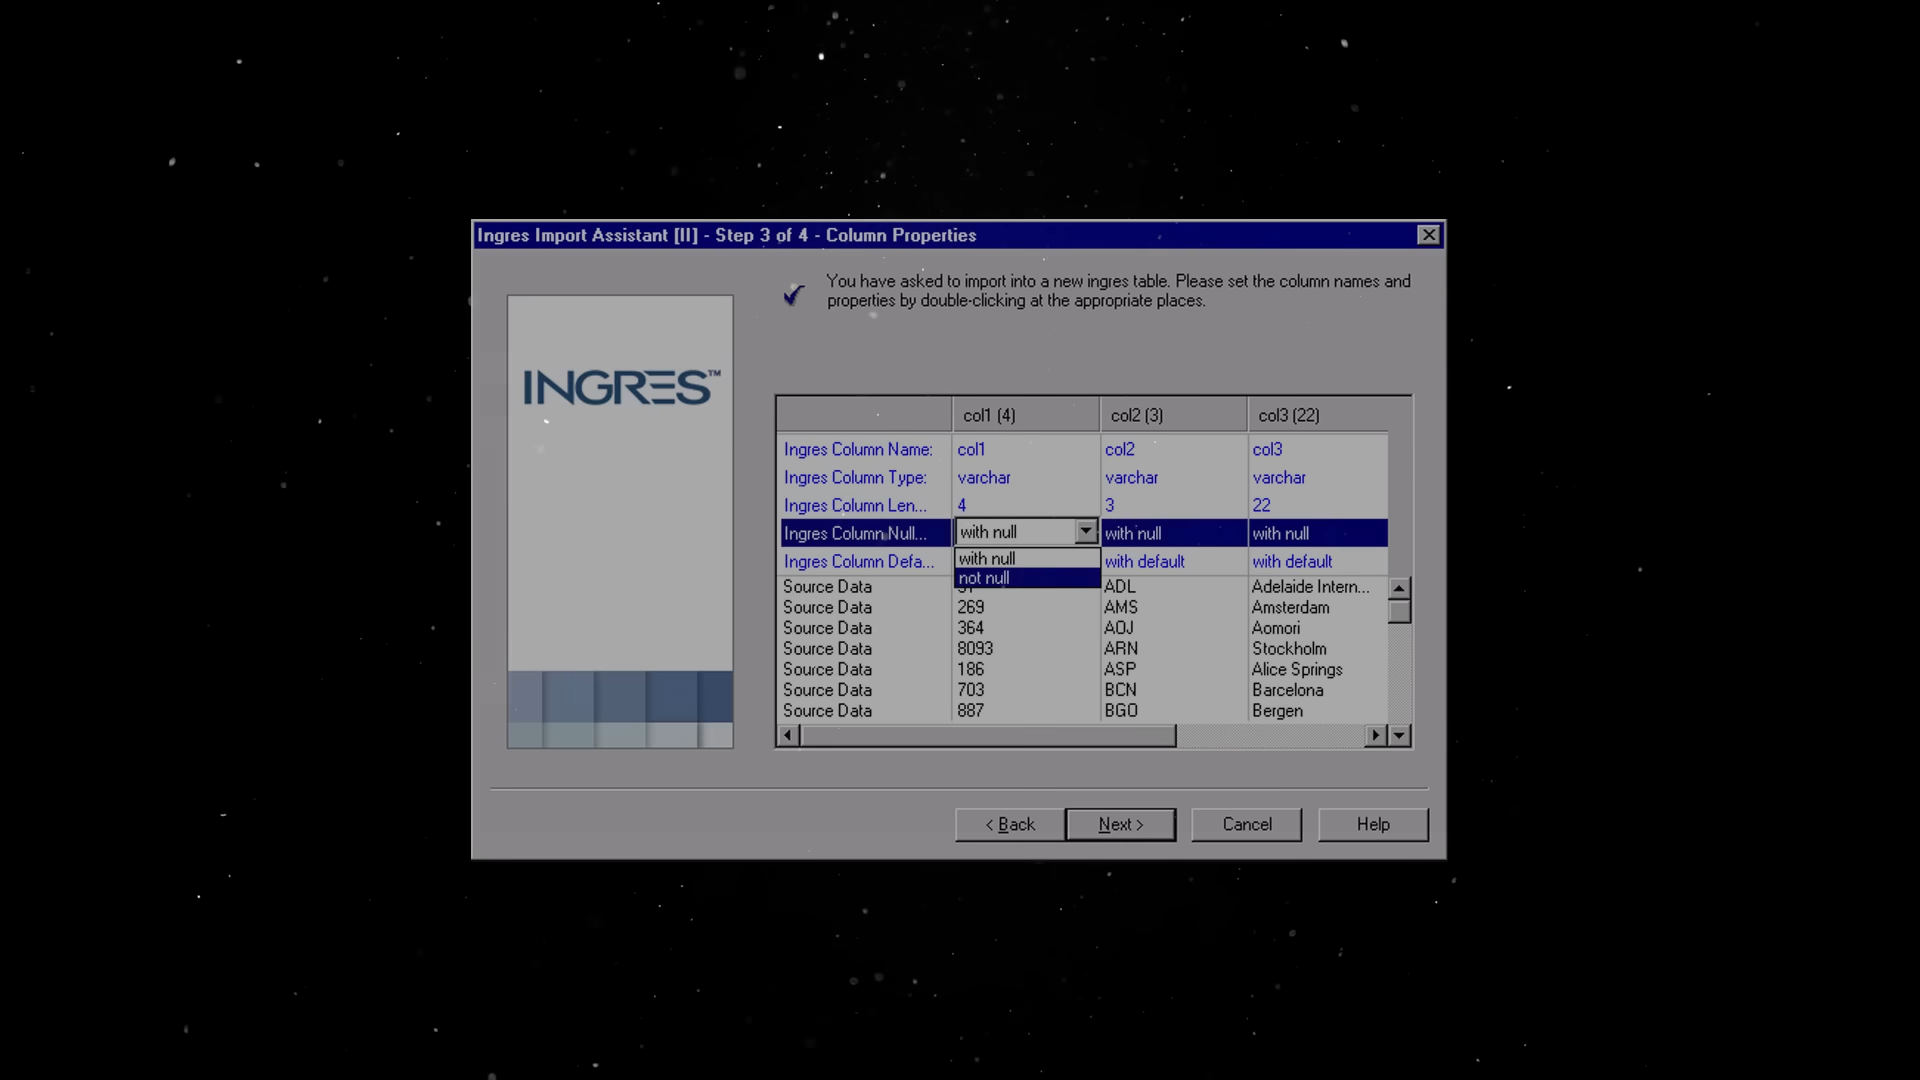 Ingres Import Assistant [II] - Step 3 of 4 - Column Properties
You have asked to import into a new ingres table. Please set the column names and
properties by double-clicking at the appropriate places.
INGRES™
col1 (4) col2 (3) col3 (22)
Ingres Column Name: col1 col2 col3
Ingres Column Type: varchar varchar varchar
Ingres Column Len... 4 3 22
Ingres Column Null... with null with null with null
with null
Ingres Column Defa... with default with default
not null
Source Data ADL Adelaide Intern...
Source Data 269 AMS Amsterdam
Source Data 364 AOJ Aomori
Source Data 8093 ARN Stockholm
Source Data 186 ASP Alice Springs
Source Data 703 BCN Barcelona
Source Data 887 BGO Bergen
< Back Next > Cancel Help